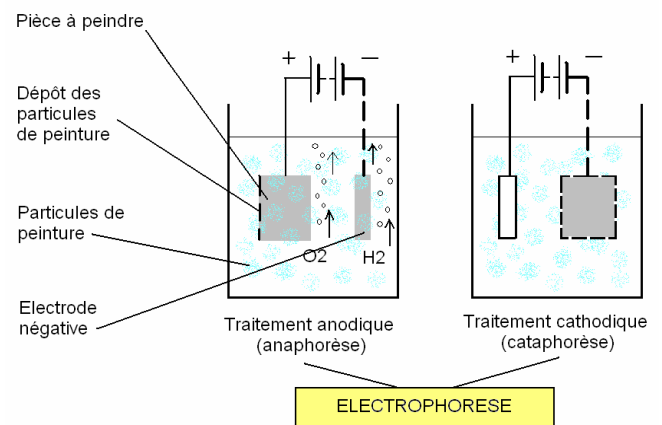 Pièce à peindre
Dépôt des
particules
de peinture
Particules de
peinture
Electrode
négative
+
−
O2
H2
Traitement anodique
(anaphorèse)
+
−
Traitement cathodique
(cataphorèse)
ELECTROPHORESE